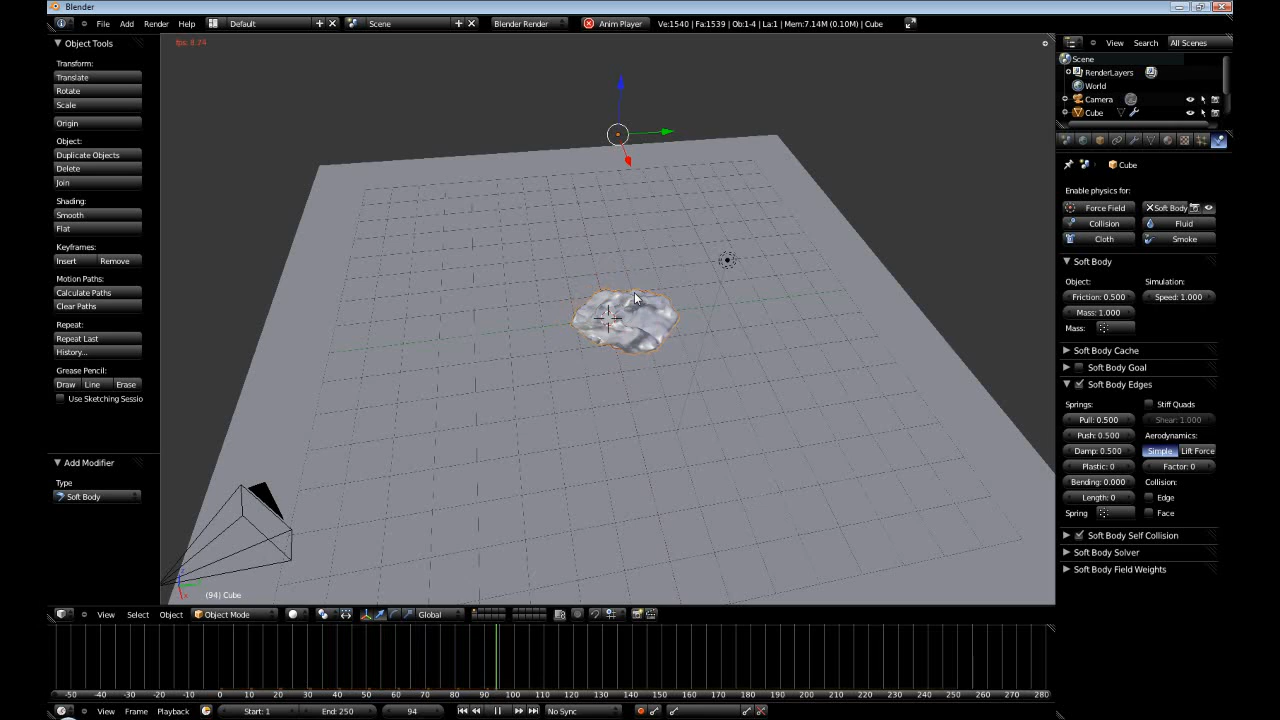 Blender
File Add Render Help Default Scene Blender Render Anim Player Ve:1540 | Fa:1539 | Ob:1-4 | La:1 | Mem:7.14M (0.10M) | Cube
Object Tools
Transform:
Translate
Rotate
Scale
Origin
Object:
Duplicate Objects
Delete
Join
Shading:
Smooth
Flat
Keyframes:
Insert Remove
Motion Paths:
Calculate Paths
Clear Paths
Repeat:
Repeat Last
History...
Grease Pencil:
Draw Line Erase
Use Sketching Sessio
Add Modifier
Type
Soft Body
fps: 8.74
(94) Cube
View Select Object Object Mode Global
-50 -40 -30 -20 -10 0 10 20 30 40 50 60 70 80 90 100 110 120 130 140 150 160 170 180 190 200 210 220 230 240 250 260 270 280
View Frame Playback Start: 1 End: 250 94 No Sync
View Search All Scenes
Scene
RenderLayers
World
Camera
Cube
Cube
Enable physics for:
Force Field Soft Body
Collision Fluid
Cloth Smoke
Soft Body
Object: Simulation:
Friction: 0.500 Speed: 1.000
Mass: 1.000
Mass:
Soft Body Cache
Soft Body Goal
Soft Body Edges
Springs: Stiff Quads
Pull: 0.500 Shear: 1.000
Push: 0.500 Aerodynamics:
Damp: 0.500 Simple Lift Force
Plastic: 0 Factor: 0
Bending: 0.000 Collision:
Length: 0 Edge
Spring Face
Soft Body Self Collision
Soft Body Solver
Soft Body Field Weights